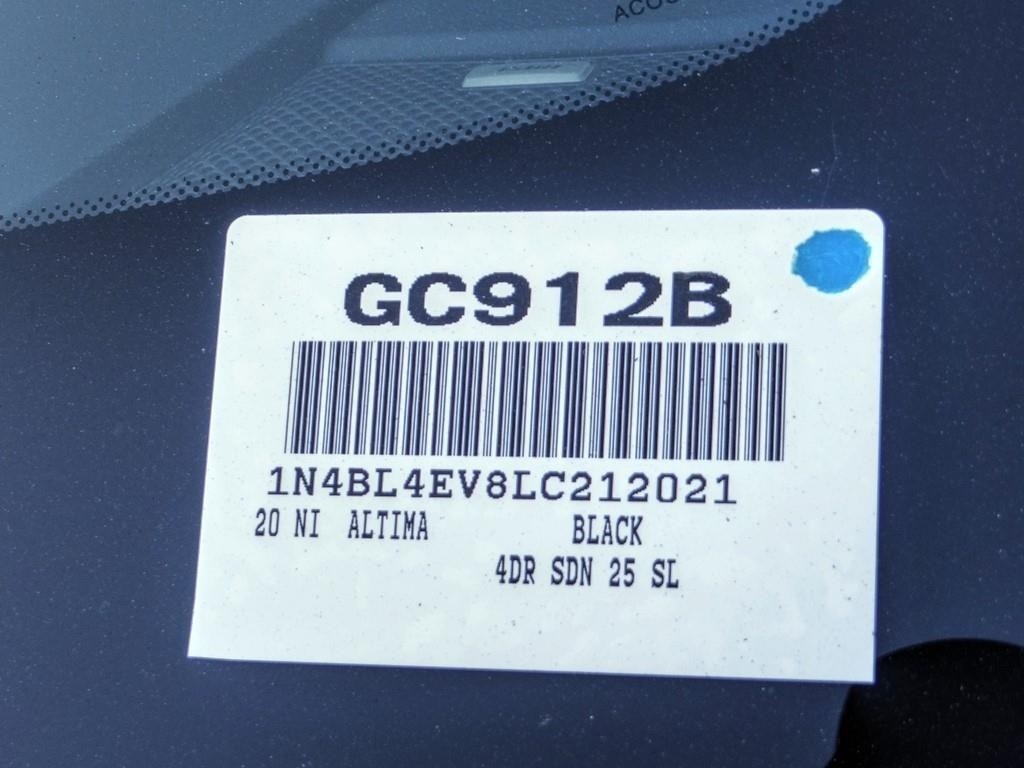 GC912B
1N4BL4EV8LC212021
20 NI ALTIMA BLACK
4DR SDN 25 SL